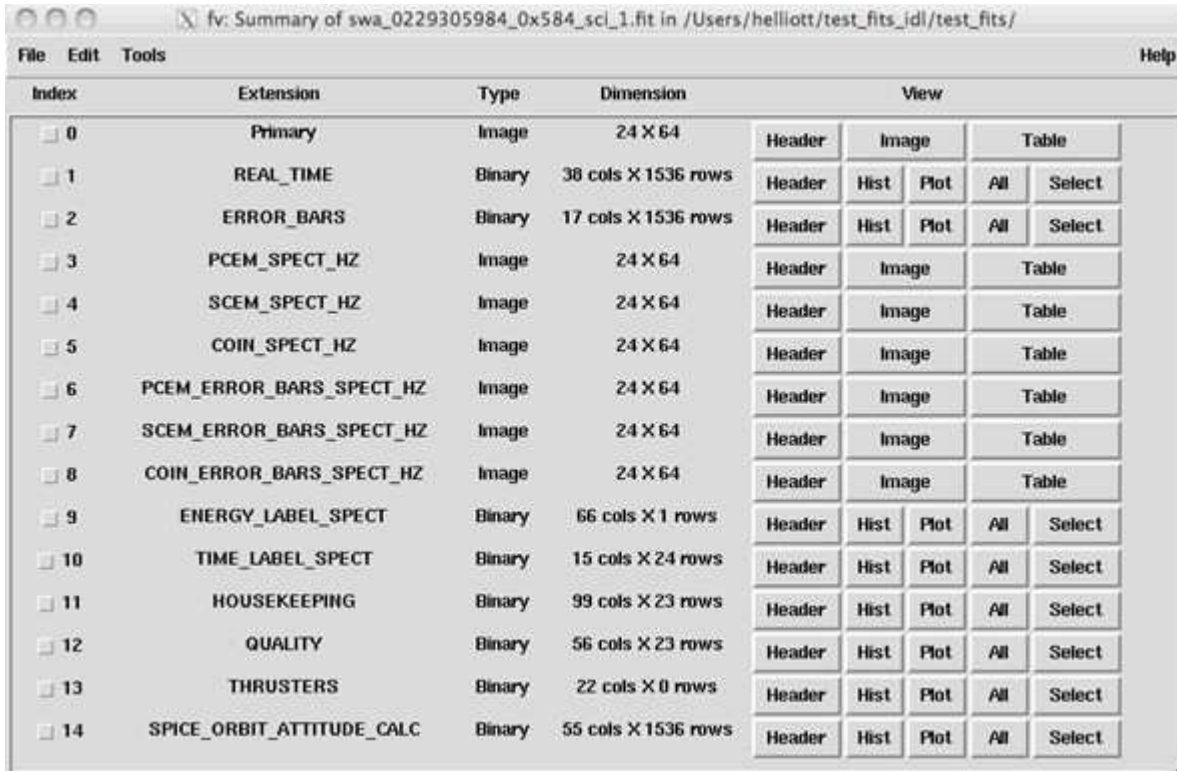 fv: Summary of swa_0229305984_0x584_sci_1.fit in /Users/helliott/test_fits_idl/test_fits/
File Edit Tools Help
Index Extension Type Dimension View
0 Primary Image 24 X 64 Header Image Table
1 REAL_TIME Binary 38 cols X 1536 rows Header Hist Plot All Select
2 ERROR_BARS Binary 17 cols X 1536 rows Header Hist Plot All Select
3 PCEM_SPECT_HZ Image 24 X 64 Header Image Table
4 SCEM_SPECT_HZ Image 24 X 64 Header Image Table
5 COIN_SPECT_HZ Image 24 X 64 Header Image Table
6 PCEM_ERROR_BARS_SPECT_HZ Image 24 X 64 Header Image Table
7 SCEM_ERROR_BARS_SPECT_HZ Image 24 X 64 Header Image Table
8 COIN_ERROR_BARS_SPECT_HZ Image 24 X 64 Header Image Table
9 ENERGY_LABEL_SPECT Binary 66 cols X 1 rows Header Hist Plot All Select
10 TIME_LABEL_SPECT Binary 15 cols X 24 rows Header Hist Plot All Select
11 HOUSEKEEPING Binary 99 cols X 23 rows Header Hist Plot All Select
12 QUALITY Binary 56 cols X 23 rows Header Hist Plot All Select
13 THRUSTERS Binary 22 cols X 0 rows Header Hist Plot All Select
14 SPICE_ORBIT_ATTITUDE_CALC Binary 55 cols X 1536 rows Header Hist Plot All Select